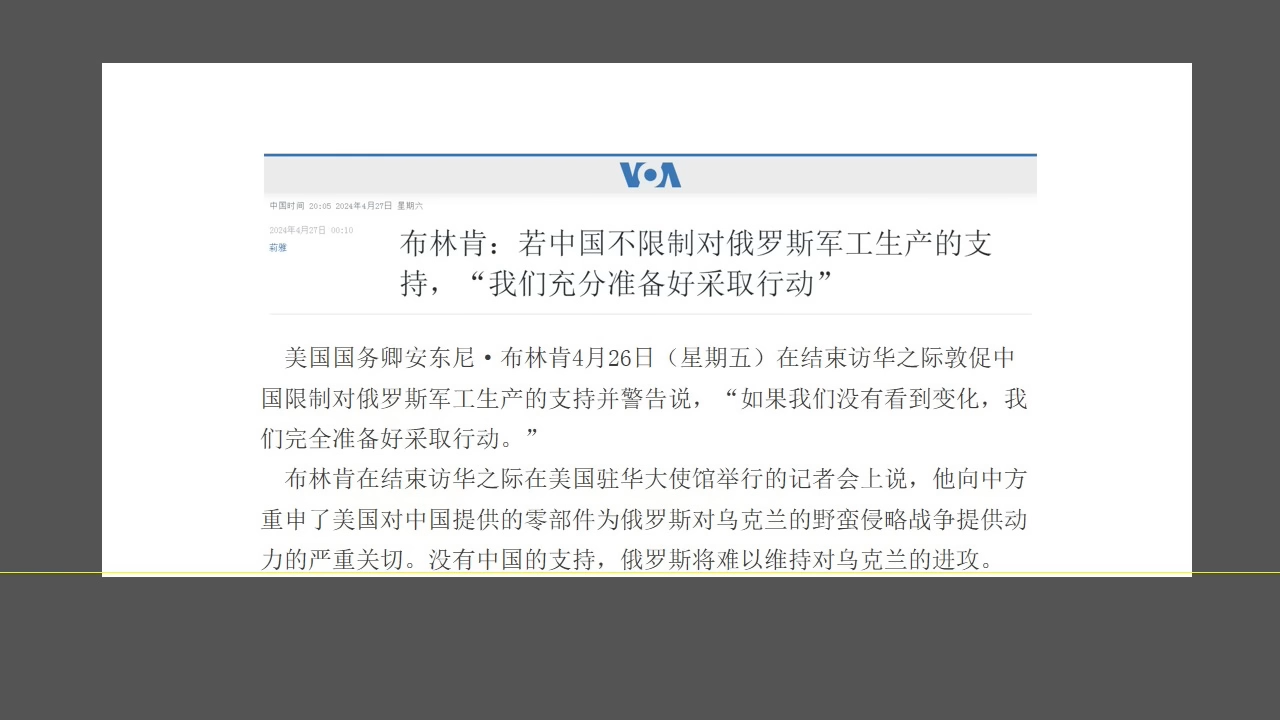 VOA
中国时间 20:05 2024年4月27日 星期六
2024年4月27日 00:10
莉雅
布林肯：若中国不限制对俄罗斯军工生产的支
持，“我们充分准备好采取行动”
美国国务卿安东尼·布林肯4月26日（星期五）在结束访华之际敦促中
国限制对俄罗斯军工生产的支持并警告说，“如果我们没有看到变化，我
们完全准备好采取行动。”
布林肯在结束访华之际在美国驻华大使馆举行的记者会上说，他向中方
重申了美国对中国提供的零部件为俄罗斯对乌克兰的野蛮侵略战争提供动
力的严重关切。没有中国的支持，俄罗斯将难以维持对乌克兰的进攻。